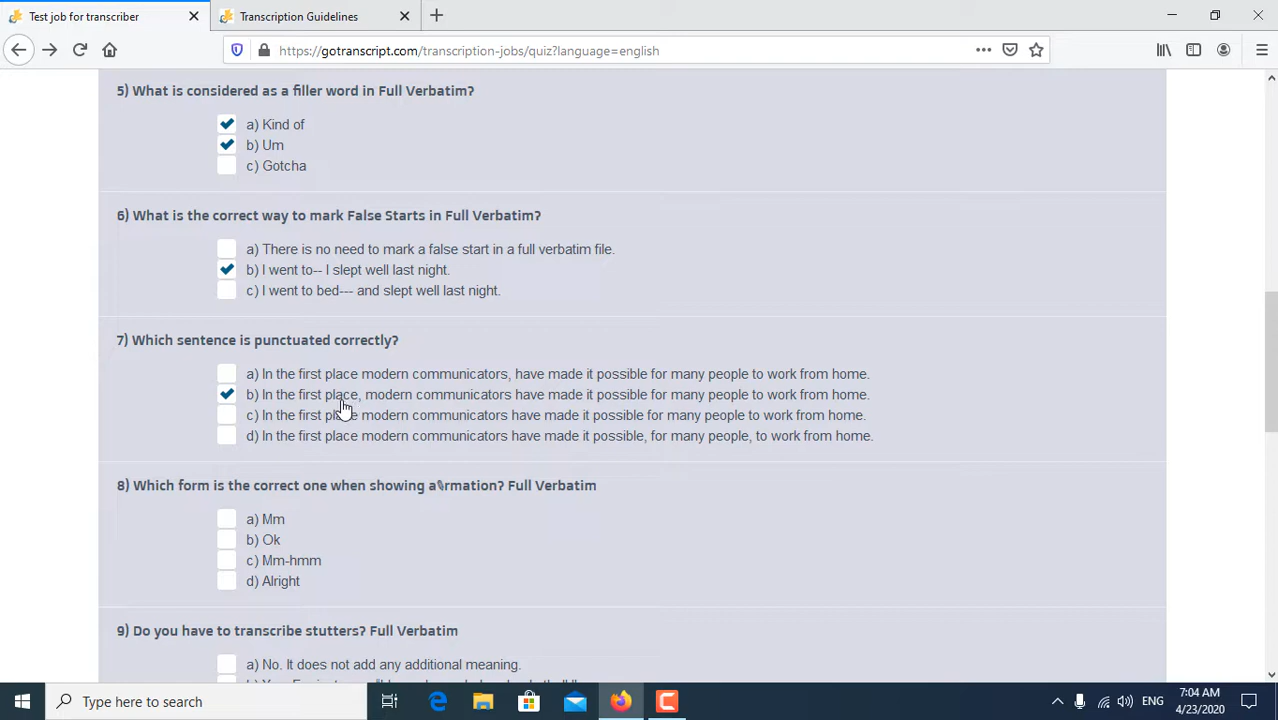 Test job for transcriber
Transcription Guidelines
https://gotranscript.com/transcription-jobs/quiz?language=english
5) What is considered as a filler word in Full Verbatim?
a) Kind of
b) Um
c) Gotcha
6) What is the correct way to mark False Starts in Full Verbatim?
a) There is no need to mark a false start in a full verbatim file.
b) I went to-- I slept well last night.
c) I went to bed--- and slept well last night.
7) Which sentence is punctuated correctly?
a) In the first place modern communicators, have made it possible for many people to work from home.
b) In the first place, modern communicators have made it possible for many people to work from home.
c) In the first place modern communicators have made it possible for many people to work from home.
d) In the first place modern communicators have made it possible, for many people, to work from home.
8) Which form is the correct one when showing affirmation? Full Verbatim
a) Mm
b) Ok
c) Mm-hmm
d) Alright
9) Do you have to transcribe stutters? Full Verbatim
a) No. It does not add any additional meaning.
Type here to search
ENG
7:04 AM
4/23/2020